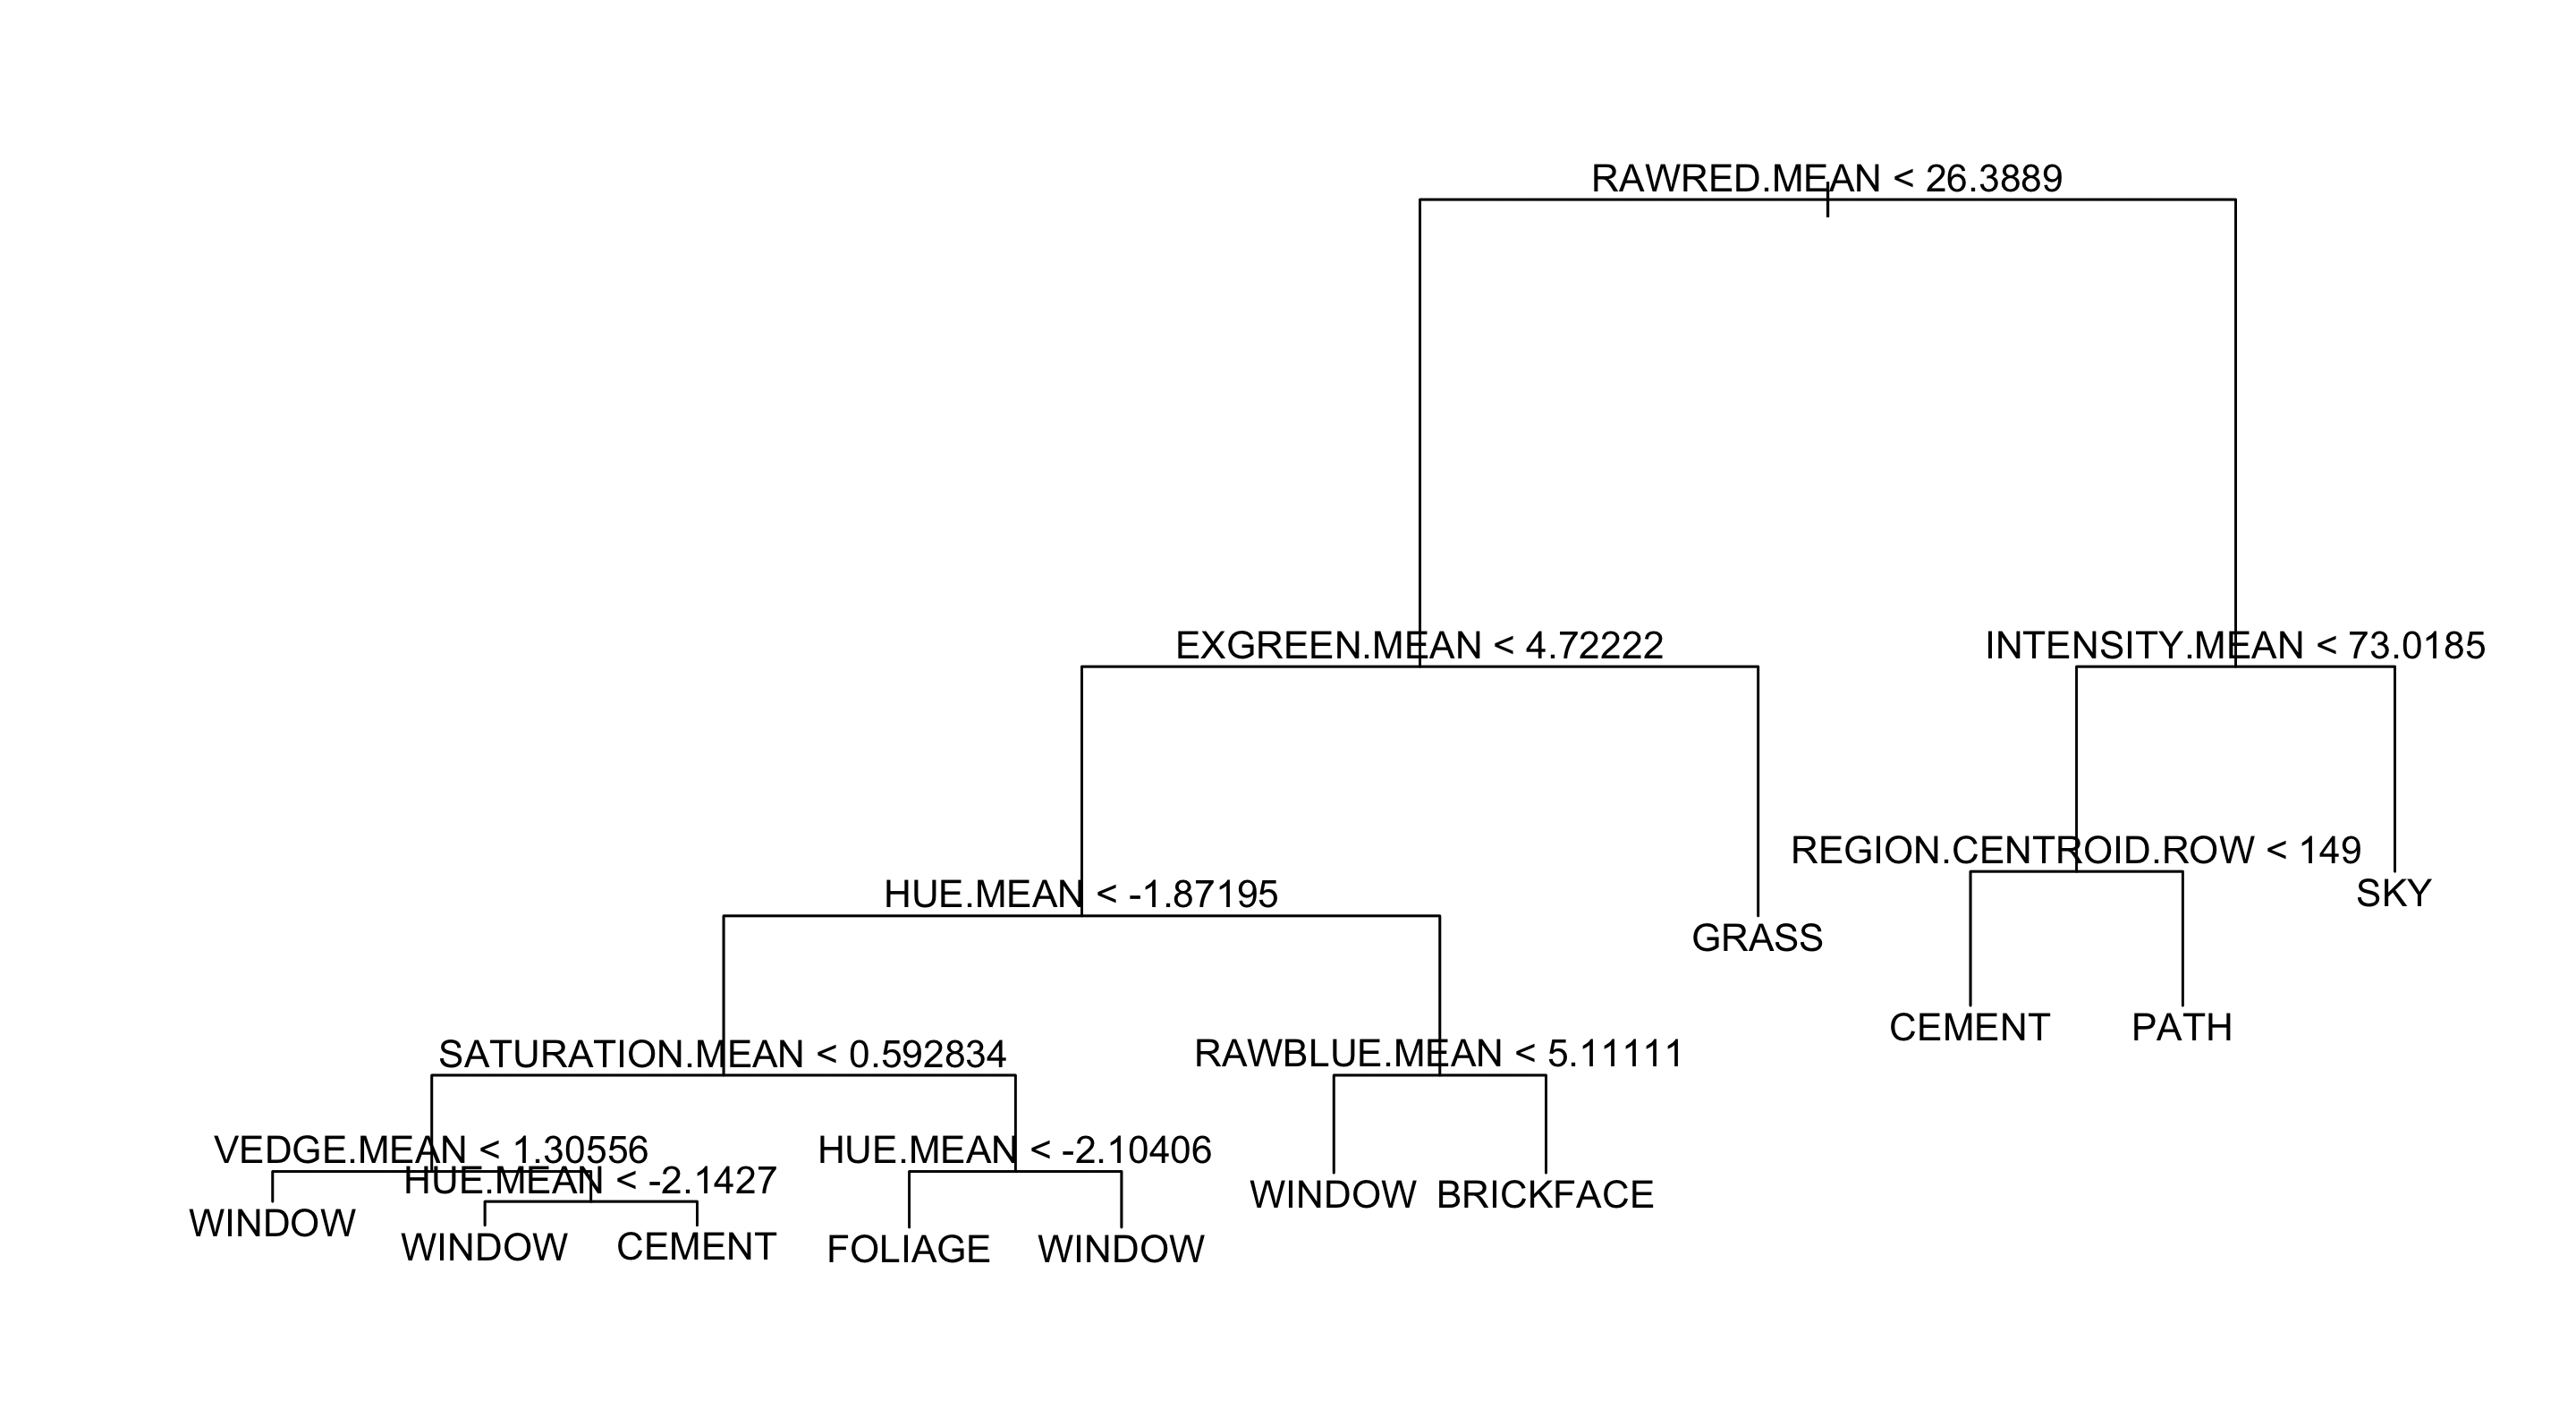 RAWRED.MEAN < 26.3889
EXGREEN.MEAN < 4.72222
INTENSITY.MEAN < 73.0185
REGION.CENTROID.ROW < 149
SKY
HUE.MEAN < -1.87195
GRASS
CEMENT
PATH
SATURATION.MEAN < 0.592834
RAWBLUE.MEAN < 5.11111
VEDGE.MEAN < 1.30556
HUE.MEAN < -2.10406
HUE.MEAN < -2.1427
WINDOW
BRICKFACE
WINDOW
WINDOW
CEMENT
FOLIAGE
WINDOW